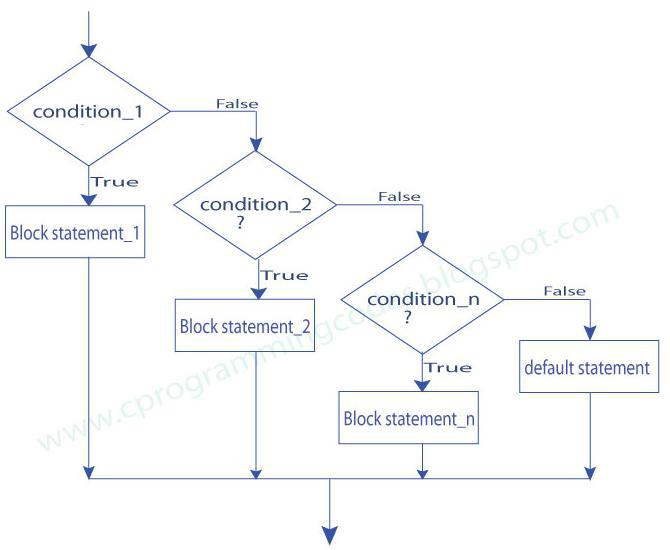 condition_1
False
True
Block statement_1
condition_2
?
False
True
Block statement_2
condition_n
?
False
True
Block statement_n
default statement
www.cprogrammingcodes.blogspot.com